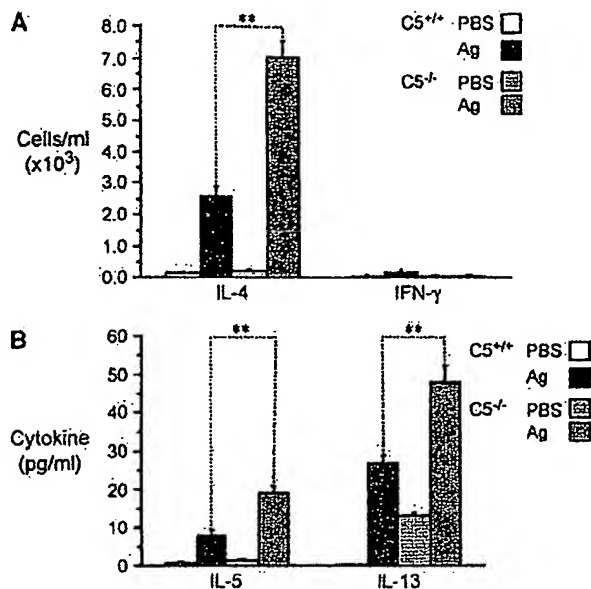 A
C5+/+ PBS
Ag
C5-/- PBS
Ag
**
8.0
7.0
6.0
5.0
4.0
3.0
2.0
1.0
0.0
Cells/ml
(x10³)
IL-4
IFN-γ
B
C5+/+ PBS
Ag
C5-/- PBS
Ag
**
**
60
50
40
30
20
10
0
Cytokine
(pg/ml)
IL-5
IL-13